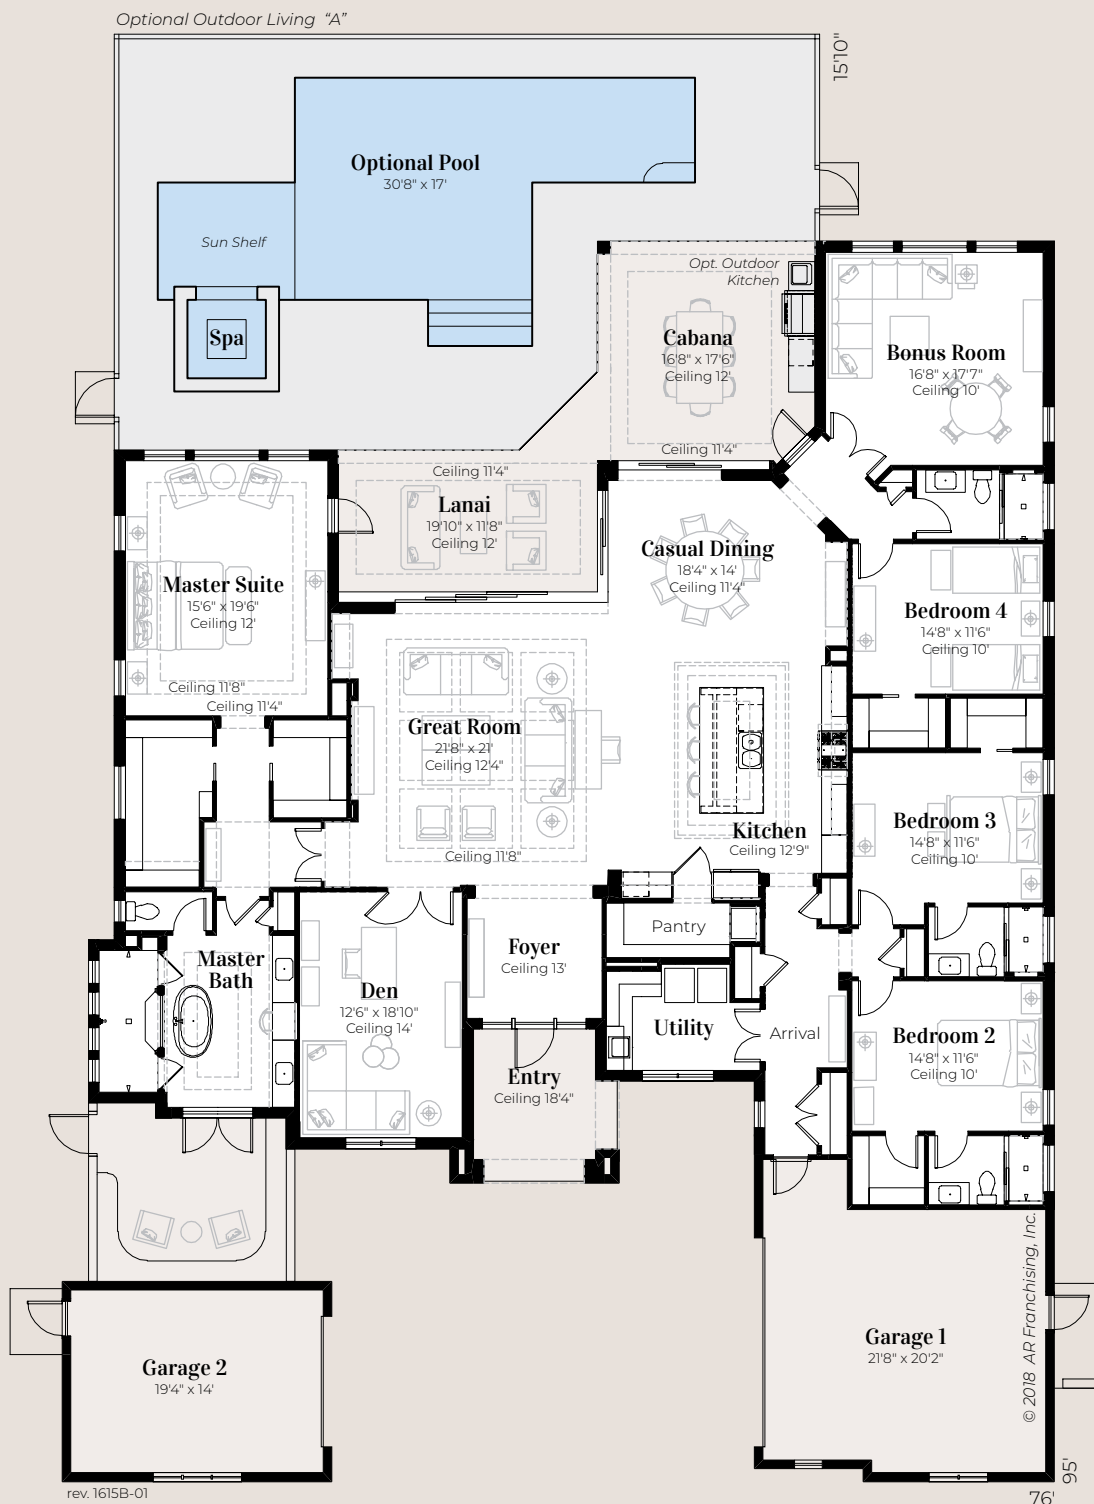 Optional Outdoor Living “A”
15'10"
Optional Pool
30'8" x 17'
Sun Shelf
Spa
Opt. Outdoor
Kitchen
Cabana
16'8" x 17'6"
Ceiling 12'
Ceiling 11'4"
Bonus Room
16'8" x 17'7"
Ceiling 10'
Ceiling 11'4"
Lanai
19'10" x 11'8"
Ceiling 12'
Casual Dining
18'4" x 14'
Ceiling 11'4"
Master Suite
15'6" x 19'6"
Ceiling 12'
Ceiling 11'8"
Ceiling 11'4"
Bedroom 4
14'8" x 11'6"
Ceiling 10'
Great Room
21'8" x 21'
Ceiling 12'4"
Ceiling 11'8"
Kitchen
Ceiling 12'9"
Bedroom 3
14'8" x 11'6"
Ceiling 10'
Pantry
Foyer
Ceiling 13'
Master
Bath
Den
12'6" x 18'10"
Ceiling 14'
Utility
Arrival
Bedroom 2
14'8" x 11'6"
Ceiling 10'
Entry
Ceiling 18'4"
Garage 1
21'8" x 20'2"
Garage 2
19'4" x 14'
© 2018 AR Franchising, Inc.
95'
76'
rev. 1615B-01